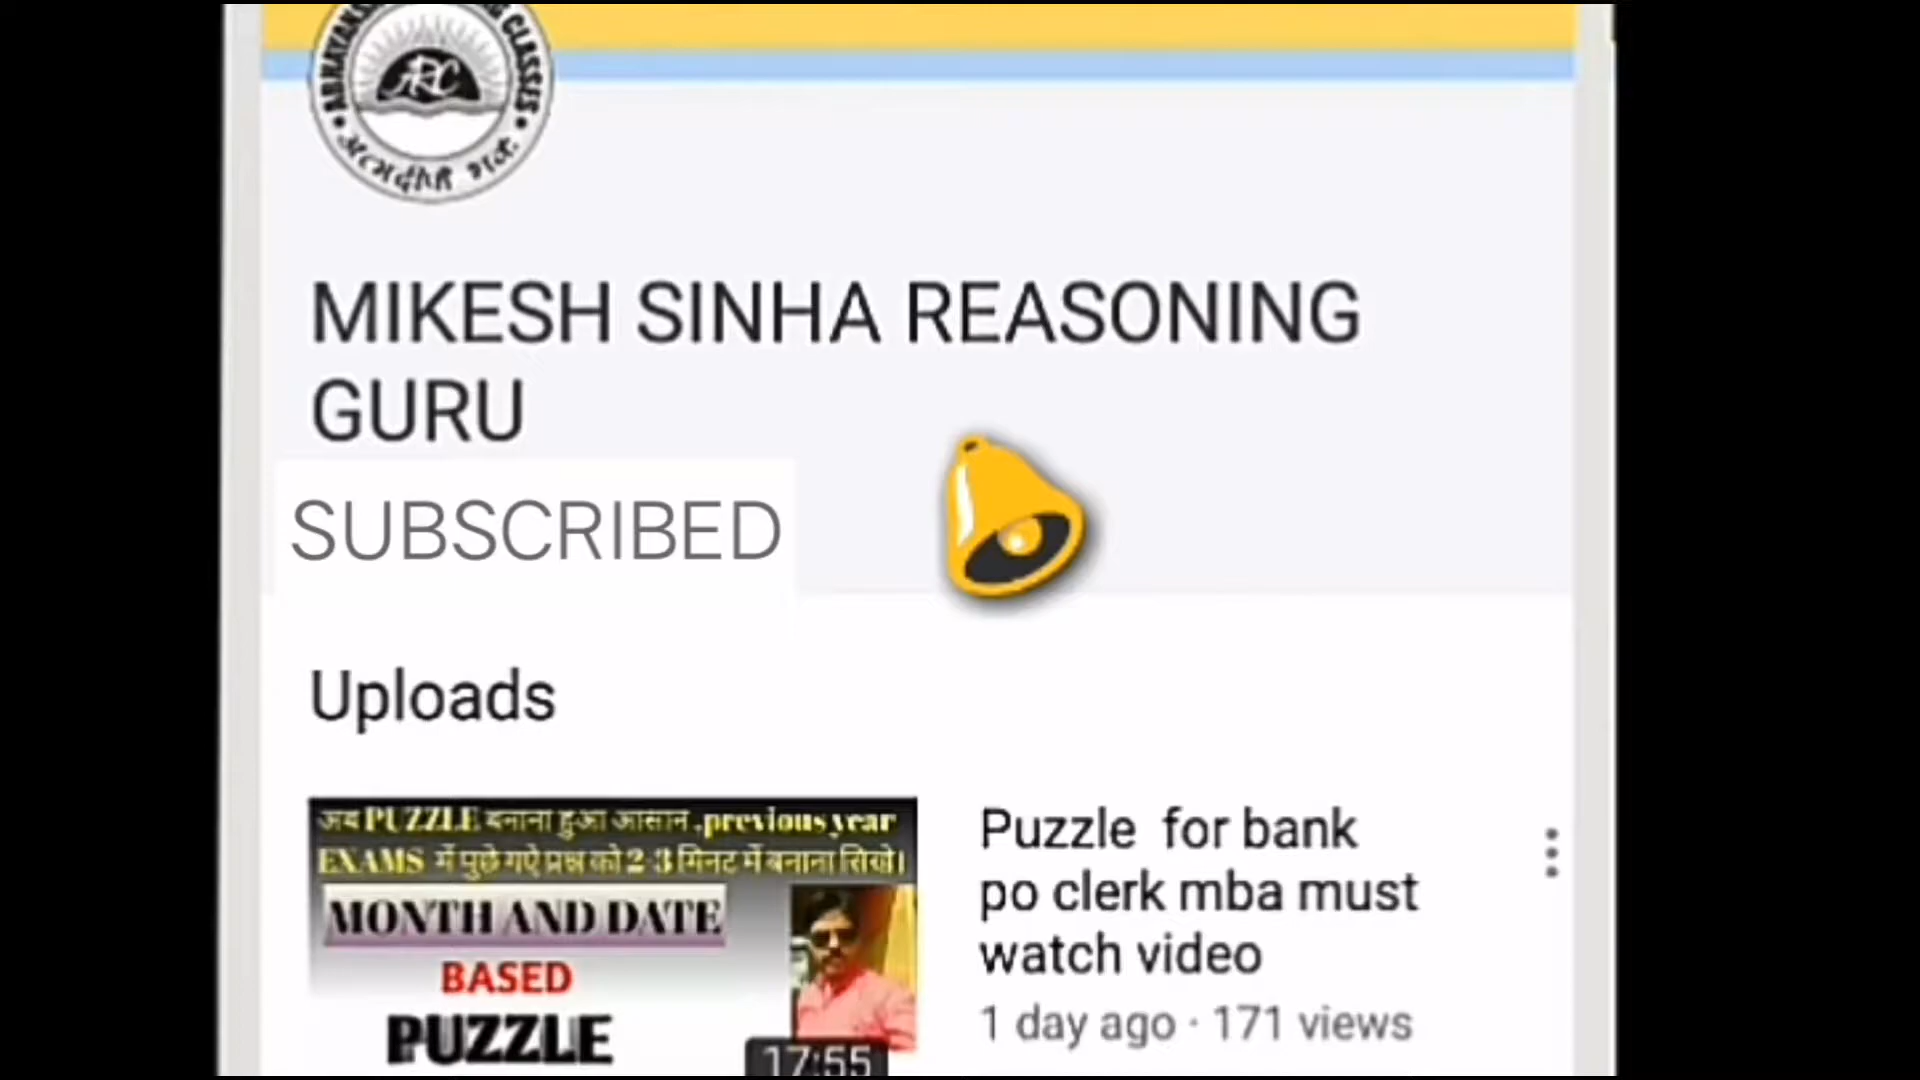 CLASSES
ARC
MIKESH SINHA REASONING
GURU
SUBSCRIBED
Uploads
अब PUZZLE बनाना हुआ आसान ,previous year
EXAMS में पुछे गऐ प्रश्न को 2-3 मिनट में बनाना सिखे।
MONTH AND DATE
BASED
PUZZLE
17:55
Puzzle for bank
po clerk mba must
watch video
1 day ago · 171 views